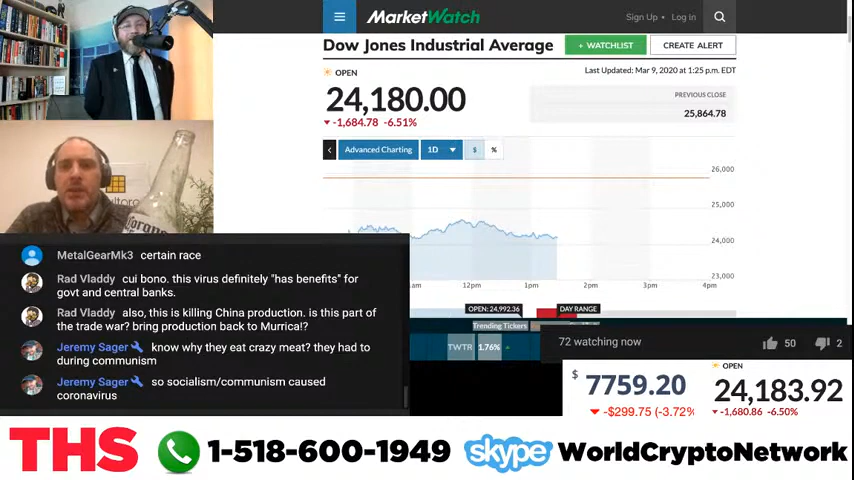 MarketWatch
Sign Up · Log in
Dow Jones Industrial Average
+ WATCHLIST
CREATE ALERT
OPEN
Last Updated: Mar 9, 2020 at 1:25 p.m. EDT
24,180.00
-1,684.78 -6.51%
PREVIOUS CLOSE
25,864.78
Advanced Charting
1D
$
%
26,000
25,000
24,000
23,000
am
12pm
1pm
2pm
3pm
4pm
OPEN: 24,992.36
DAY RANGE
Trending Tickers
TWTR
1.76%
72 watching now
50
2
MetalGearMk3 certain race
Rad Vladdy cui bono. this virus definitely "has benefits" for
govt and central banks.
Rad Vladdy also, this is killing China production. is this part of
the trade war? bring production back to Murrica!?
Jeremy Sager know why they eat crazy meat? they had to
during communism
Jeremy Sager so socialism/communism caused
coronavirus
$ 7759.20
-$299.75 (-3.72%
OPEN
24,183.92
-1,680.86 -6.50%
THS
1-518-600-1949
skype
WorldCryptoNetwork